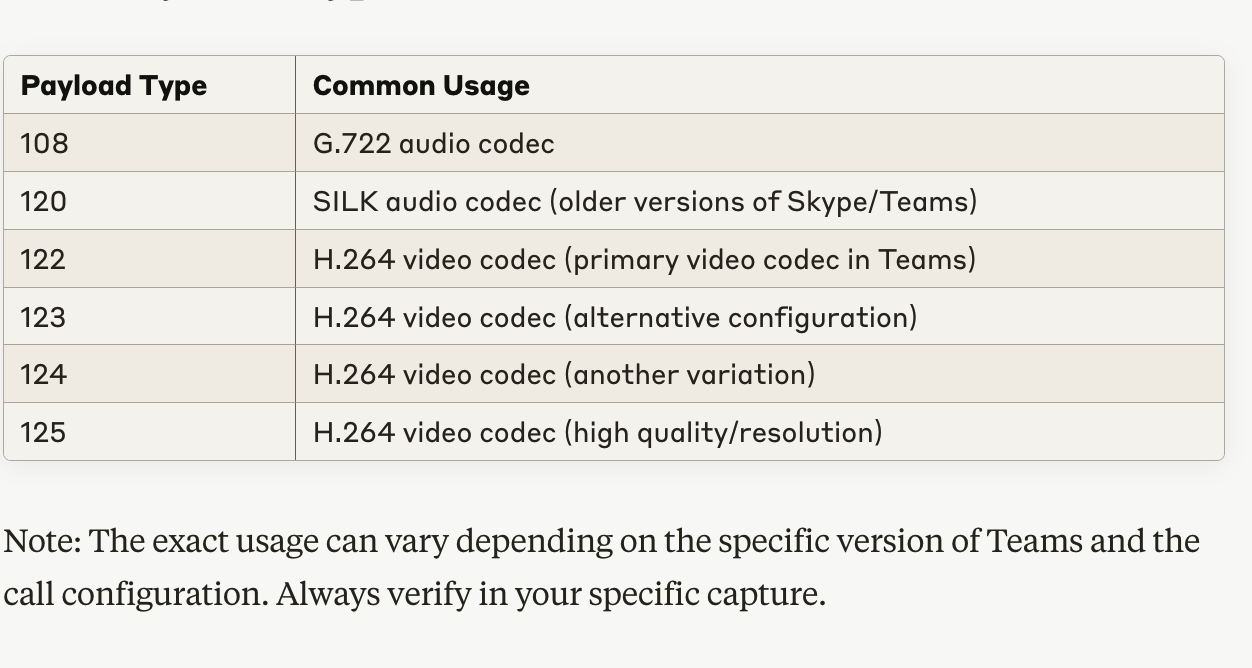 Payload Type Common Usage
108 G.722 audio codec
120 SILK audio codec (older versions of Skype/Teams)
122 H.264 video codec (primary video codec in Teams)
123 H.264 video codec (alternative configuration)
124 H.264 video codec (another variation)
125 H.264 video codec (high quality/resolution)
Note: The exact usage can vary depending on the specific version of Teams and the
call configuration. Always verify in your specific capture.